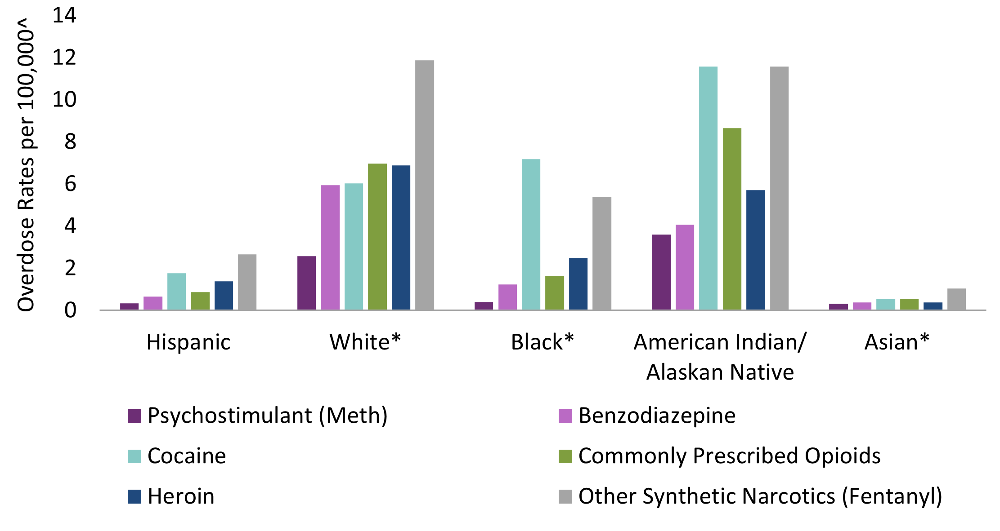 Overdose Rates per 100,000^
14
12
10
8
6
4
2
0
Hispanic
White*
Black*
American Indian/
Alaskan Native
Asian*
Psychostimulant (Meth)
Benzodiazepine
Cocaine
Commonly Prescribed Opioids
Heroin
Other Synthetic Narcotics (Fentanyl)